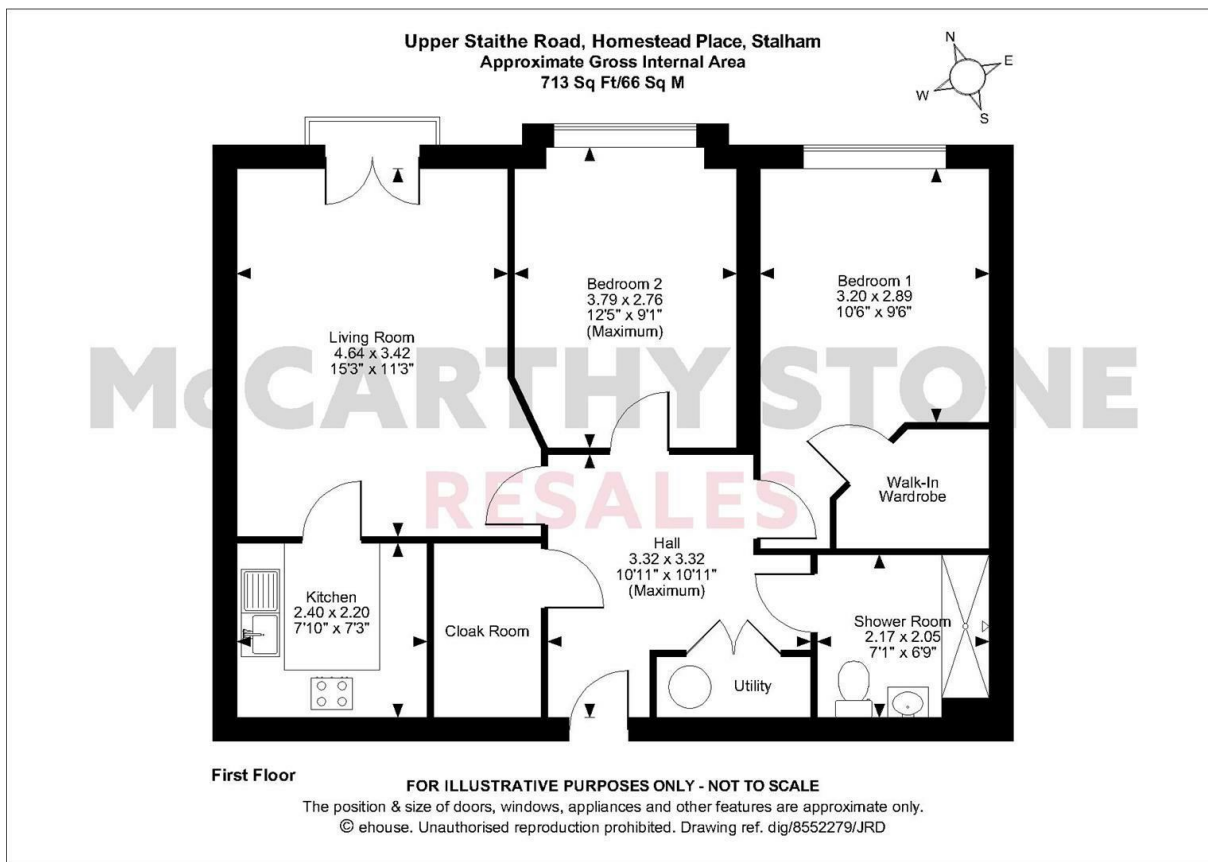 Upper Staithe Road, Homestead Place, Stalham
Approximate Gross Internal Area
713 Sq Ft/66 Sq M
N
E
W
S
Bedroom 2
3.79 x 2.76
12'5" x 9'1"
(Maximum)
Bedroom 1
3.20 x 2.89
10'6" x 9'6"
Living Room
4.64 x 3.42
15'3" x 11'3"
McCARTHY STONE
RESALES
Walk-In
Wardrobe
Hall
3.32 x 3.32
10'11" x 10'11"
(Maximum)
Kitchen
2.40 x 2.20
7'10" x 7'3"
Cloak Room
Shower Room
2.17 x 2.05
7'1" x 6'9"
Utility
First Floor
FOR ILLUSTRATIVE PURPOSES ONLY - NOT TO SCALE
The position & size of doors, windows, appliances and other features are approximate only.
© ehouse. Unauthorised reproduction prohibited. Drawing ref. dig/8552279/JRD